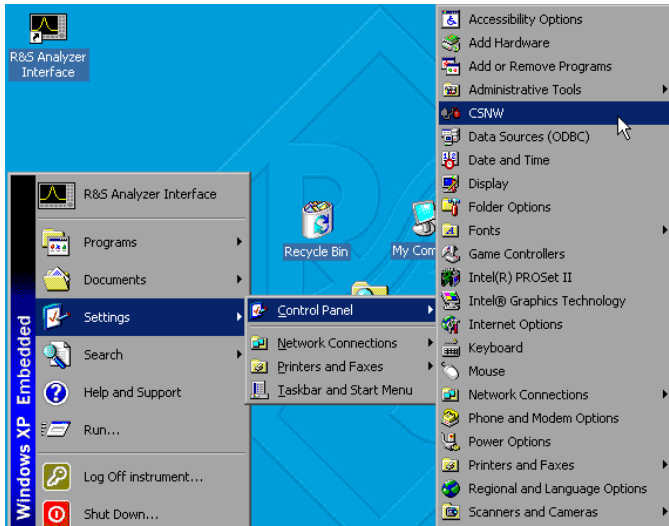 R&S Analyzer
Interface
R&S Analyzer Interface
Programs
Documents
Settings
Search
Help and Support
Run...
Log Off instrument...
Shut Down...
Windows XP Embedded
Recycle Bin
My Com
Control Panel
Network Connections
Printers and Faxes
Taskbar and Start Menu
Accessibility Options
Add Hardware
Add or Remove Programs
Administrative Tools
CSNW
Data Sources (ODBC)
Date and Time
Display
Folder Options
Fonts
Game Controllers
Intel(R) PROSet II
Intel® Graphics Technology
Internet Options
Keyboard
Mouse
Network Connections
Phone and Modem Options
Power Options
Printers and Faxes
Regional and Language Options
Scanners and Cameras